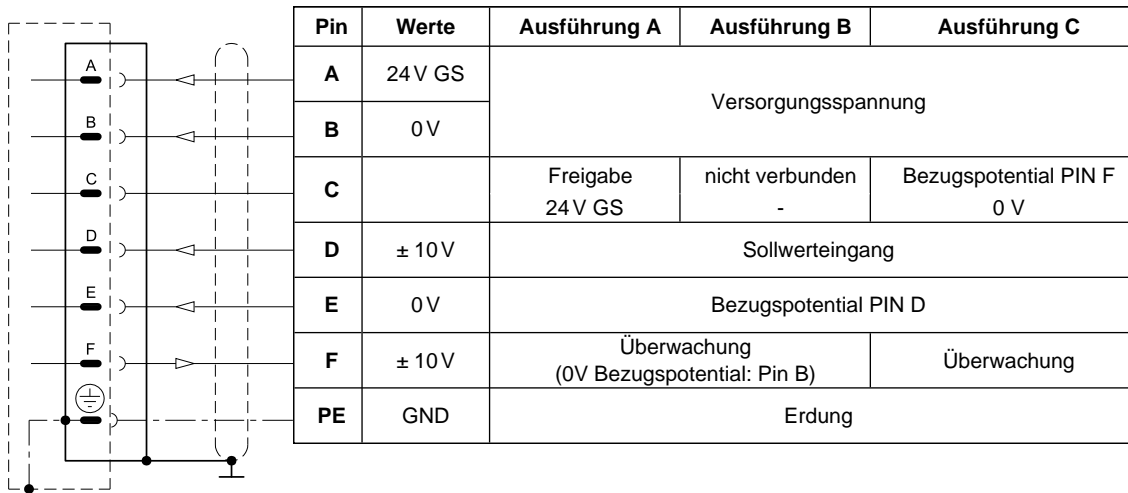 Pin Werte Ausführung A Ausführung B Ausführung C
A A 24 V GS
Versorgungsspannung
B B 0 V
C C Freigabe nicht verbunden Bezugspotential PIN F
24 V GS - 0 V
D D ± 10 V Sollwerteingang
E E 0 V Bezugspotential PIN D
F F ± 10 V Überwachung Überwachung
(0V Bezugspotential: Pin B)
PE GND Erdung